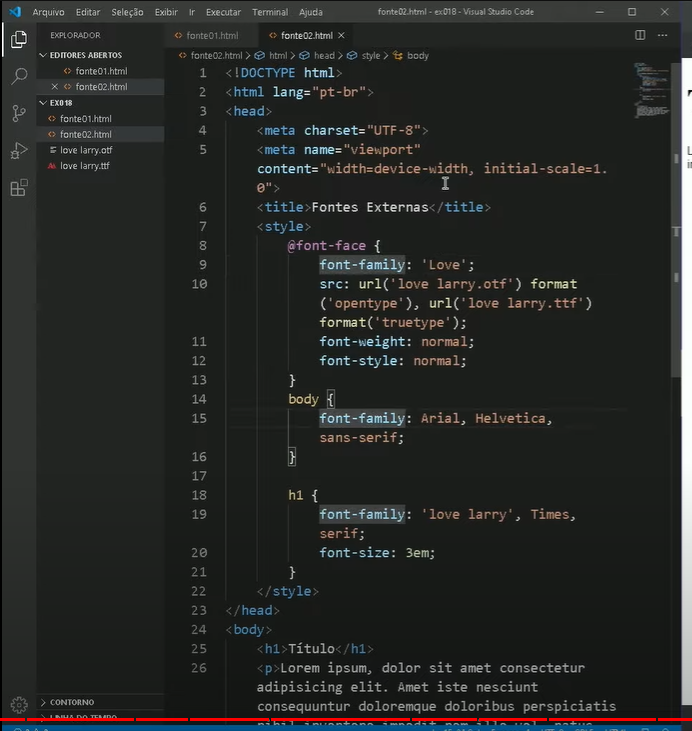 Arquivo Editar Seleção Exibir Ir Executar Terminal Ajuda fonte02.html - ex018 - Visual Studio Code
EXPLORADOR
EDITORES ABERTOS
fonte01.html
fonte02.html
EX018
fonte01.html
fonte02.html
love larry.otf
love larry.ttf
CONTORNO
LINHA DO TEMPO
fonte01.html fonte02.html
fonte02.html > html > head > style > body
1 <!DOCTYPE html>
2 <html lang="pt-br">
3 <head>
4 <meta charset="UTF-8">
5 <meta name="viewport"
content="width=device-width, initial-scale=1.
0">
6 <title>Fontes Externas</title>
7 <style>
8 @font-face {
9 font-family: 'Love';
10 src: url('love larry.otf') format
('opentype'), url('love larry.ttf')
format('truetype');
11 font-weight: normal;
12 font-style: normal;
13 }
14 body {
15 font-family: Arial, Helvetica,
sans-serif;
16 }
17
18 h1 {
19 font-family: 'love larry', Times,
serif;
20 font-size: 3em;
21 }
22 </style>
23 </head>
24 <body>
25 <h1>Título</h1>
26 <p>Lorem ipsum, dolor sit amet consectetur
adipisicing elit. Amet iste nesciunt
consequuntur doloremque doloribus perspiciatis